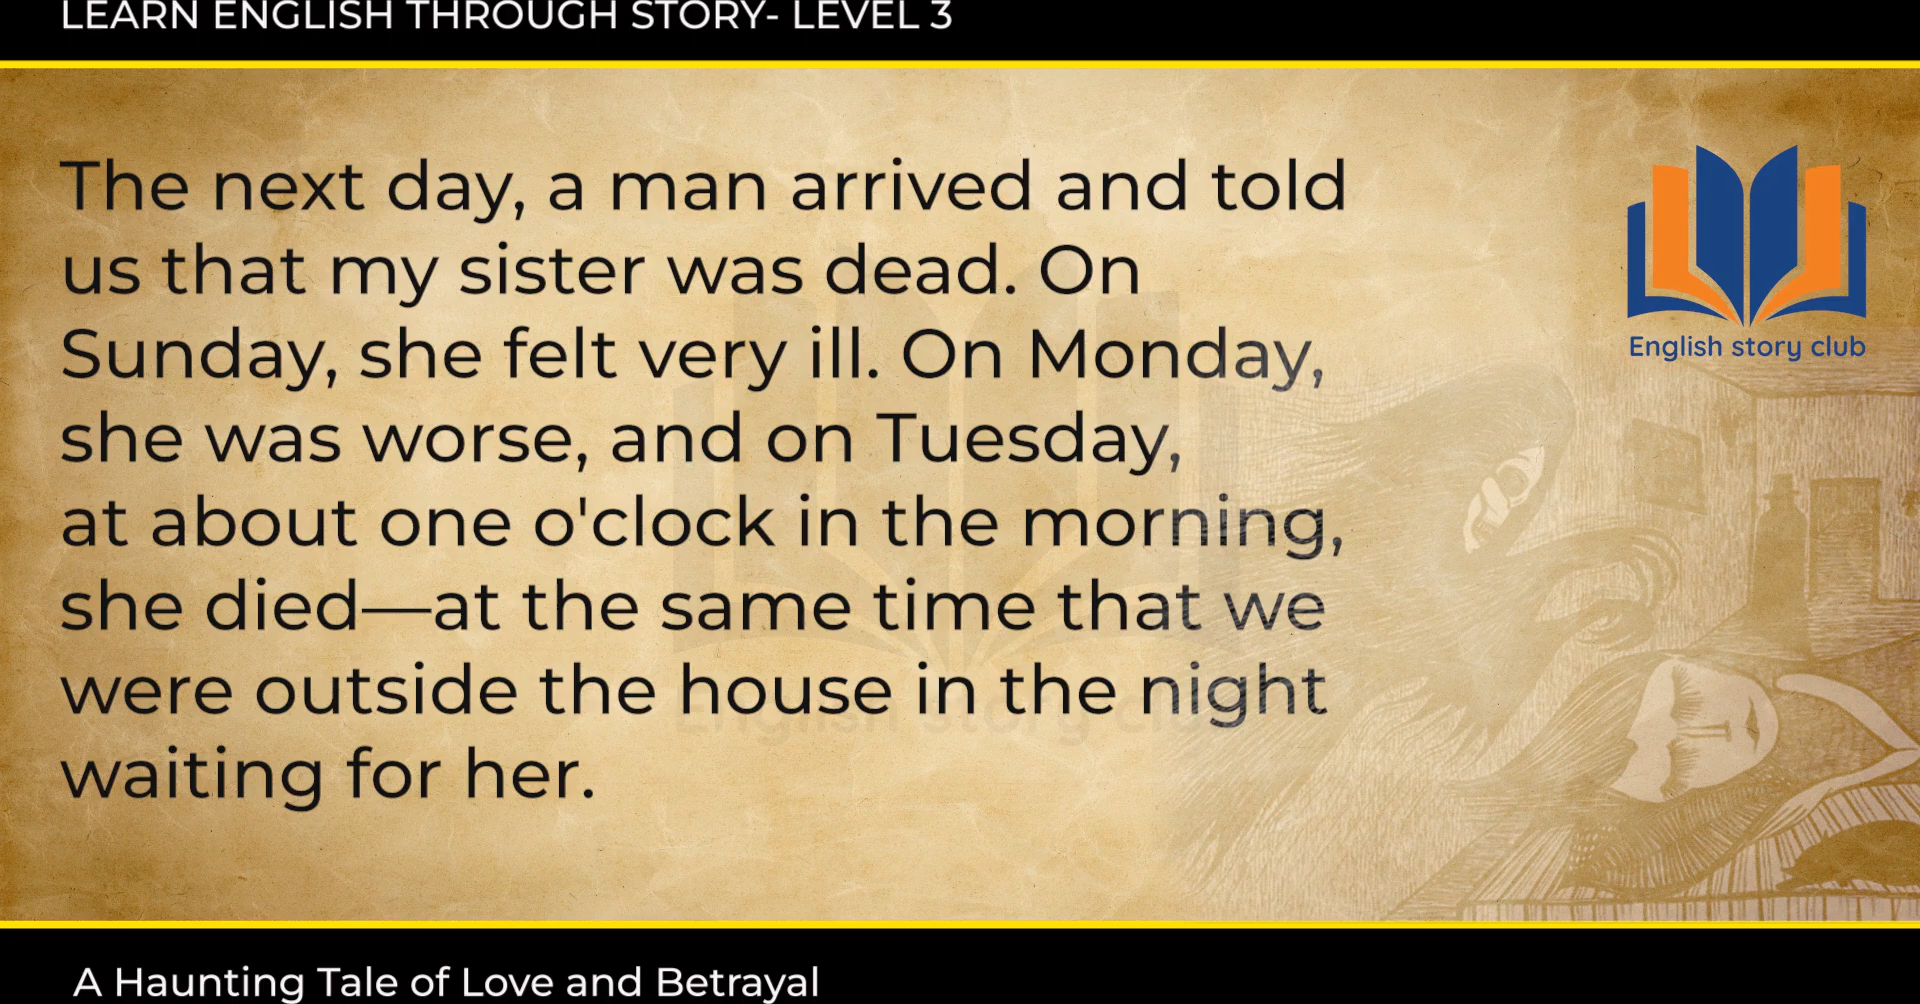 LEARN ENGLISH THROUGH STORY- LEVEL 3
The next day, a man arrived and told
us that my sister was dead. On
Sunday, she felt very ill. On Monday,
she was worse, and on Tuesday,
at about one o'clock in the morning,
she died—at the same time that we
were outside the house in the night
waiting for her.
English story club
English story club
A Haunting Tale of Love and Betrayal